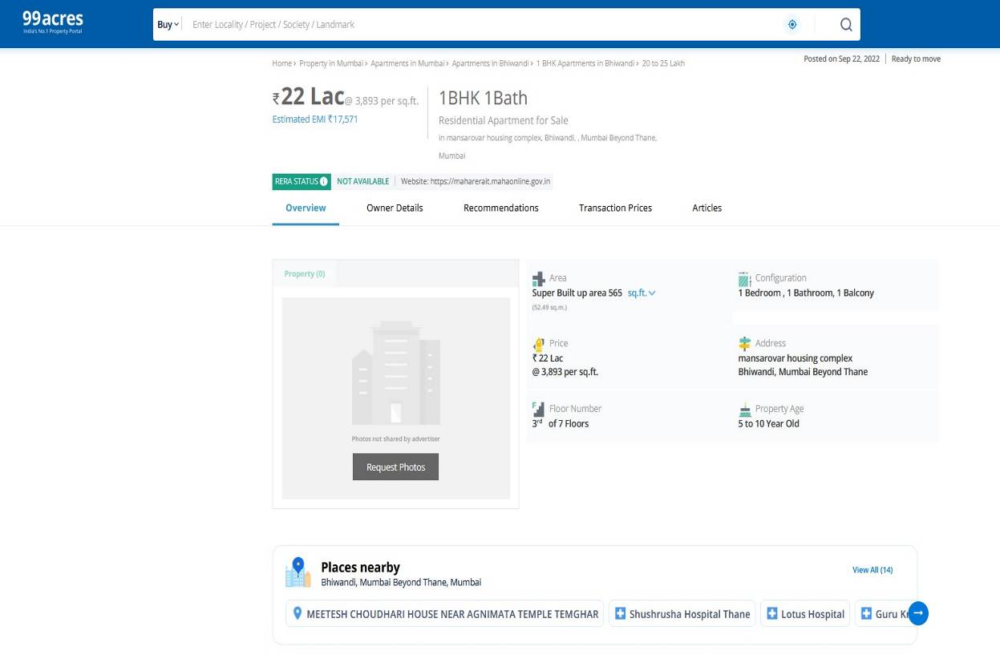 99acres
India's No.1 Property Portal
Buy
Enter Locality / Project / Society / Landmark
Home › Property in Mumbai › Apartments in Mumbai › Apartments in Bhiwandi › 1 BHK Apartments in Bhiwandi › 20 to 25 Lakh
Posted on Sep 22, 2022 | Ready to move
₹22 Lac@ 3,893 per sq.ft.
Estimated EMI ₹17,571
1BHK 1Bath
Residential Apartment for Sale
in mansarovar housing complex, Bhiwandi, , Mumbai Beyond Thane,
Mumbai
RERA STATUS NOT AVAILABLE Website: https://maharerait.mahaonline.gov.in
Overview Owner Details Recommendations Transaction Prices Articles
Property (0)
Photos not shared by advertiser
Request Photos
Area
Super Built up area 565 sq.ft.
(52.49 sq.m.)
Configuration
1 Bedroom , 1 Bathroom, 1 Balcony
Price
₹ 22 Lac
@ 3,893 per sq.ft.
Address
mansarovar housing complex
Bhiwandi, Mumbai Beyond Thane
Floor Number
3rd of 7 Floors
Property Age
5 to 10 Year Old
Places nearby
Bhiwandi, Mumbai Beyond Thane, Mumbai
View All (14)
MEETESH CHOUDHARI HOUSE NEAR AGNIMATA TEMPLE TEMGHAR
Shushrusha Hospital Thane
Lotus Hospital
Guru